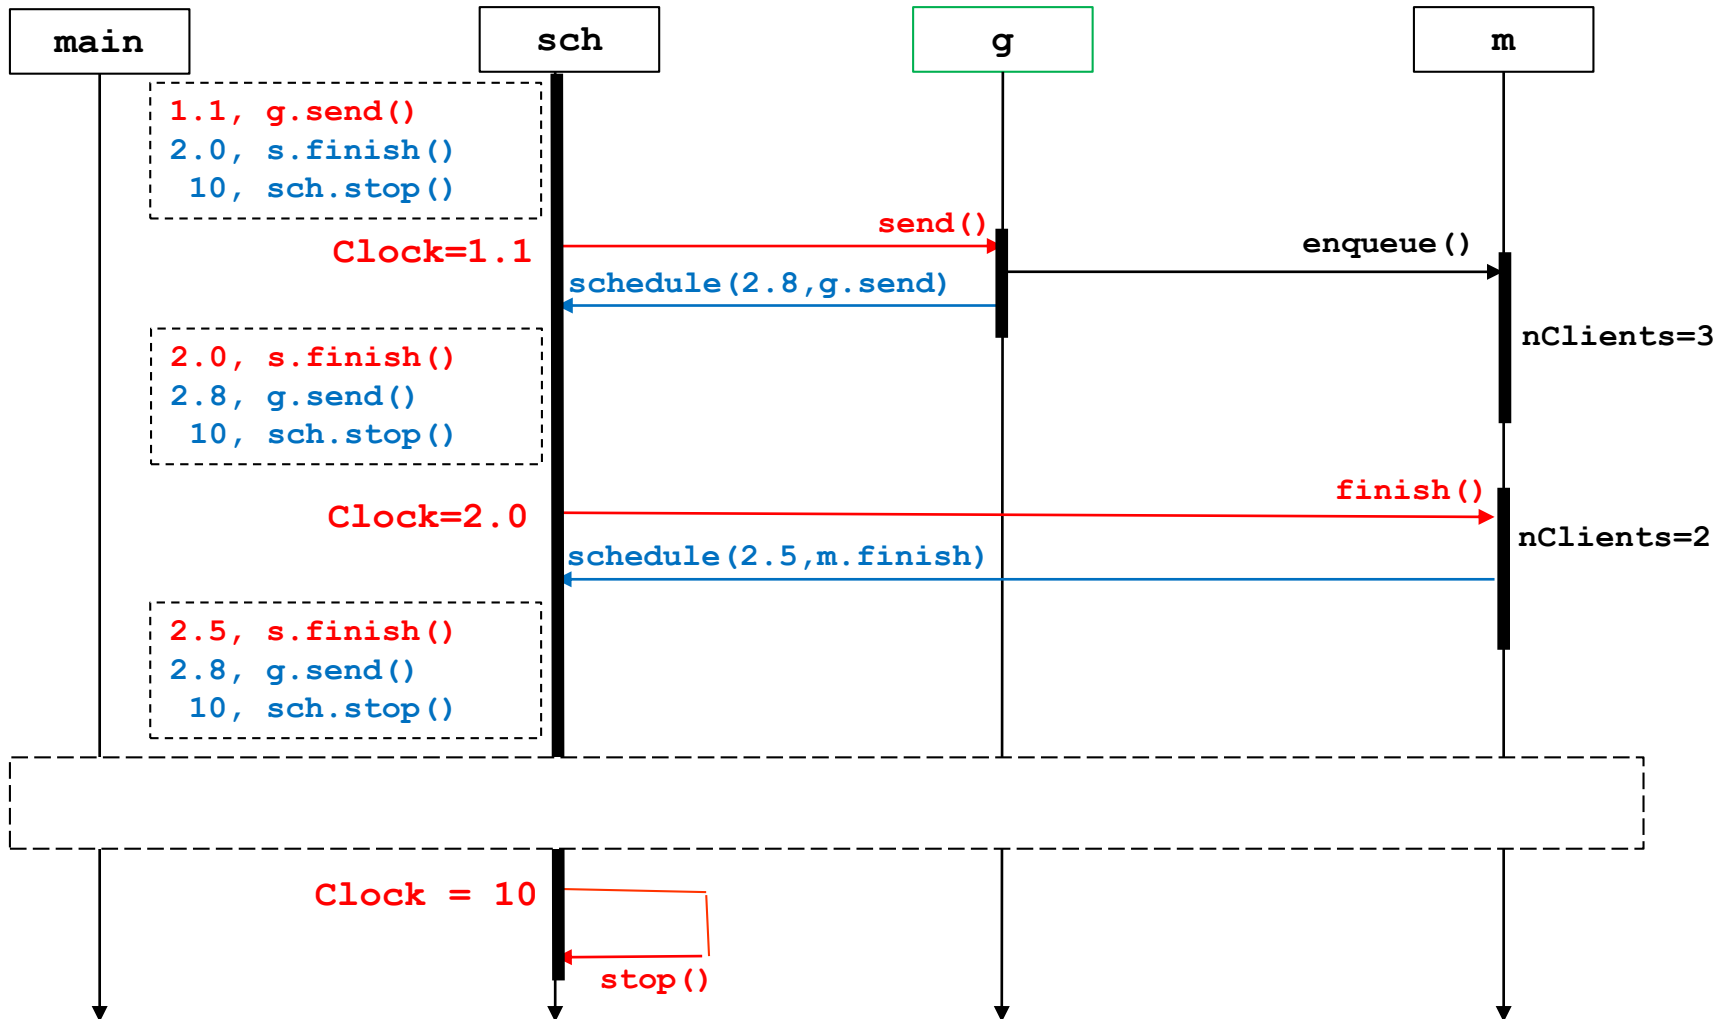 main
sch
g
m
1.1, g.send()
2.0, s.finish()
10, sch.stop()
send()
Clock=1.1
enqueue()
schedule(2.8,g.send)
nClients=3
2.0, s.finish()
2.8, g.send()
10, sch.stop()
finish()
Clock=2.0
nClients=2
schedule(2.5,m.finish)
2.5, s.finish()
2.8, g.send()
10, sch.stop()
Clock = 10
stop()